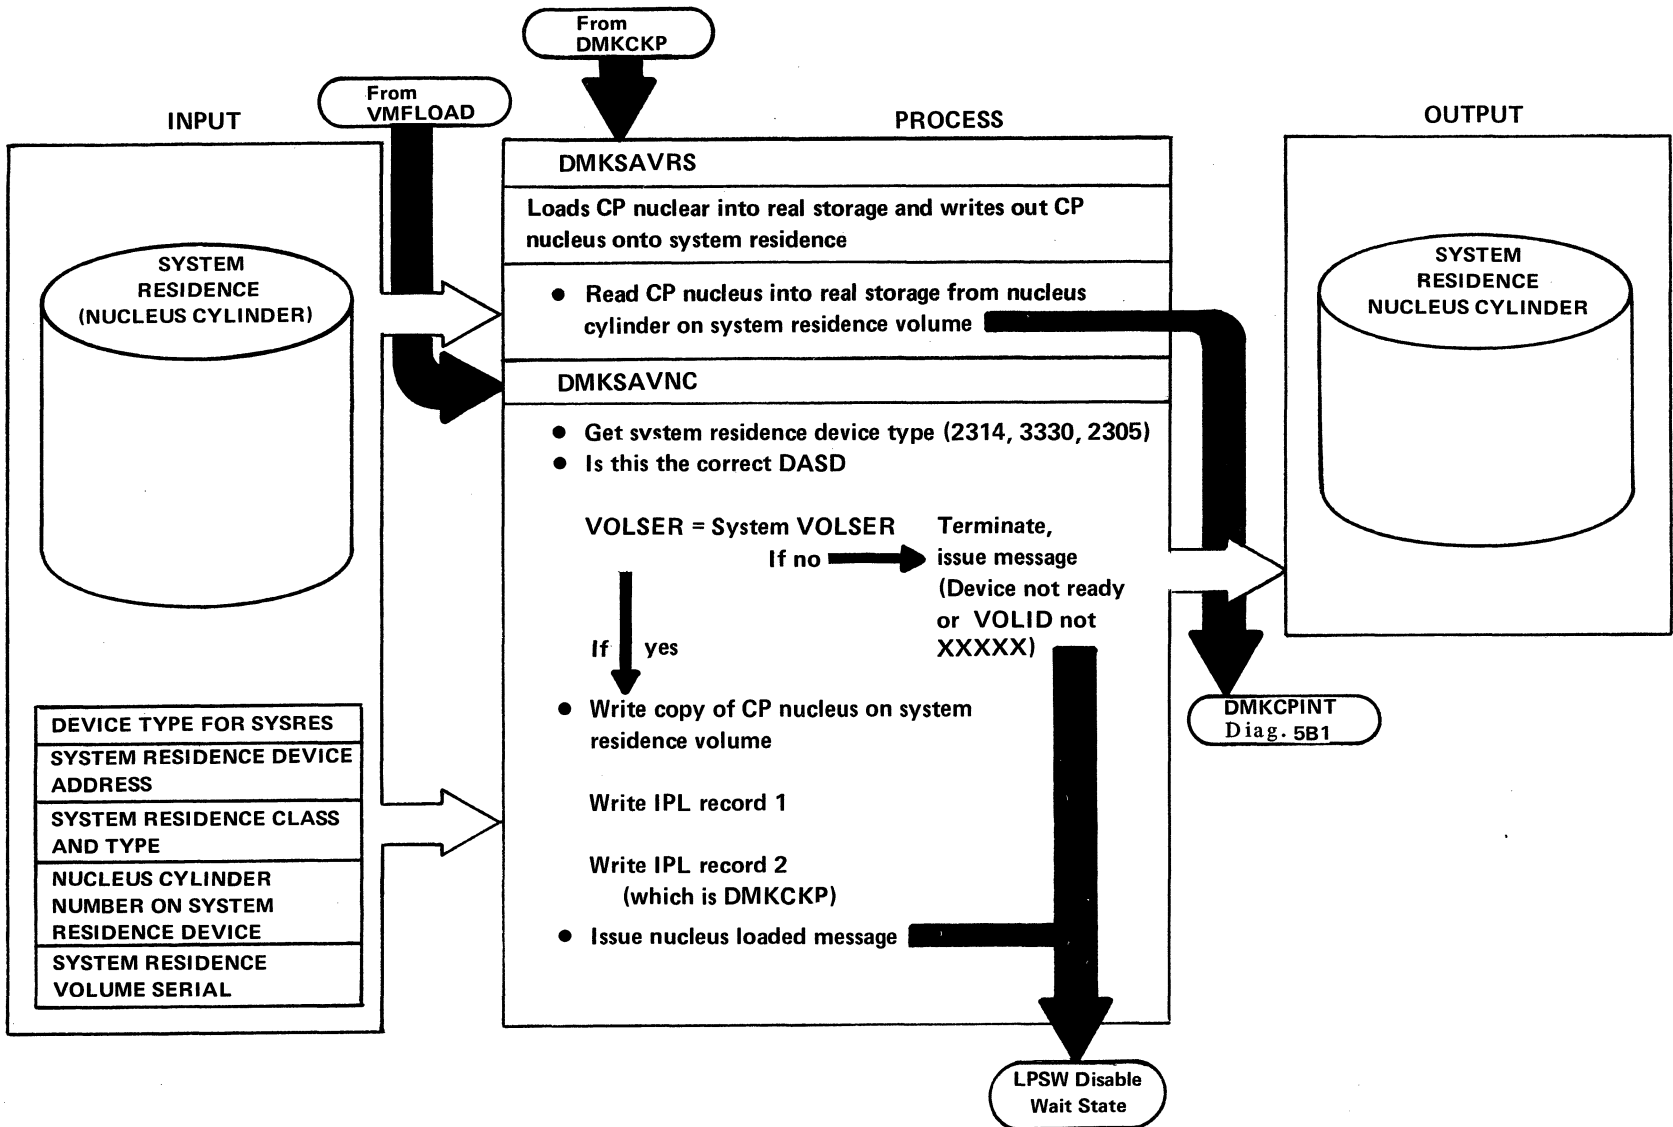 From
DMKCKP
From
VMFLOAD
INPUT
PROCESS
OUTPUT
SYSTEM
RESIDENCE
(NUCLEUS CYLINDER)
DEVICE TYPE FOR SYSRES
SYSTEM RESIDENCE DEVICE
ADDRESS
SYSTEM RESIDENCE CLASS
AND TYPE
NUCLEUS CYLINDER
NUMBER ON SYSTEM
RESIDENCE DEVICE
SYSTEM RESIDENCE
VOLUME SERIAL
DMKSAVRS
Loads CP nuclear into real storage and writes out CP
nucleus onto system residence
• Read CP nucleus into real storage from nucleus
cylinder on system residence volume
DMKSAVNC
• Get system residence device type (2314, 3330, 2305)
• Is this the correct DASD
VOLSER = System VOLSER
If no
Terminate,
issue message
(Device not ready
or VOLID not
XXXXX)
If yes
• Write copy of CP nucleus on system
residence volume
Write IPL record 1
Write IPL record 2
(which is DMKCKP)
• Issue nucleus loaded message
SYSTEM
RESIDENCE
NUCLEUS CYLINDER
DMKCPINT
Diag. 5B1
LPSW Disable
Wait State